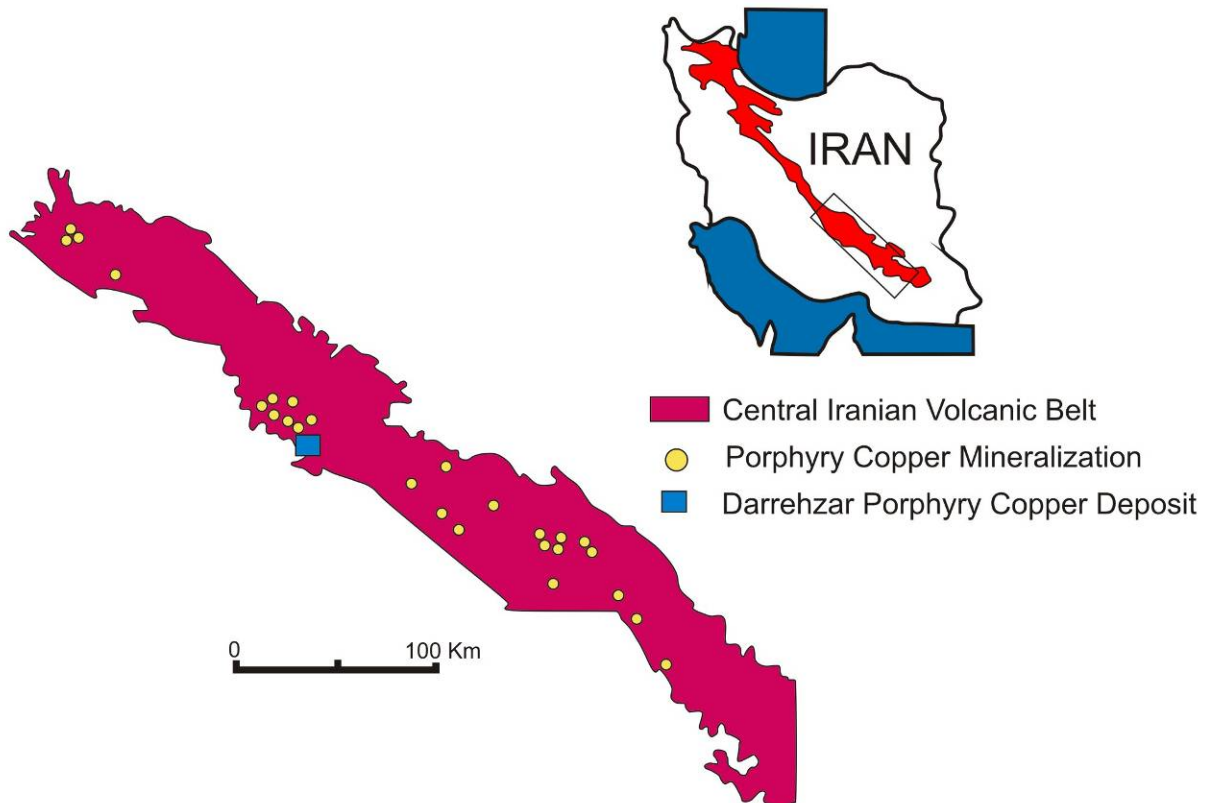 IRAN
Central Iranian Volcanic Belt
Porphyry Copper Mineralization
Darrehzar Porphyry Copper Deposit
0 100 Km